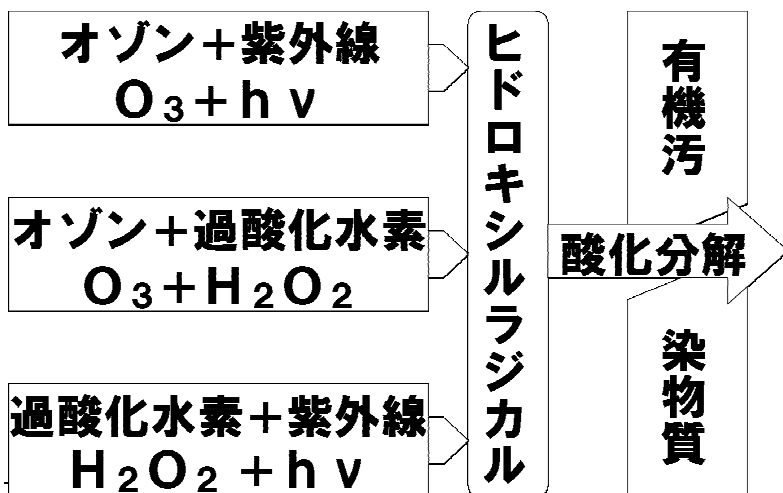 オゾン＋紫外線
O₃＋hν
オゾン＋過酸化水素
O₃＋H₂O₂
過酸化水素＋紫外線
H₂O₂＋hν
ヒドロキシルラジカル
酸化分解
有機汚染物質